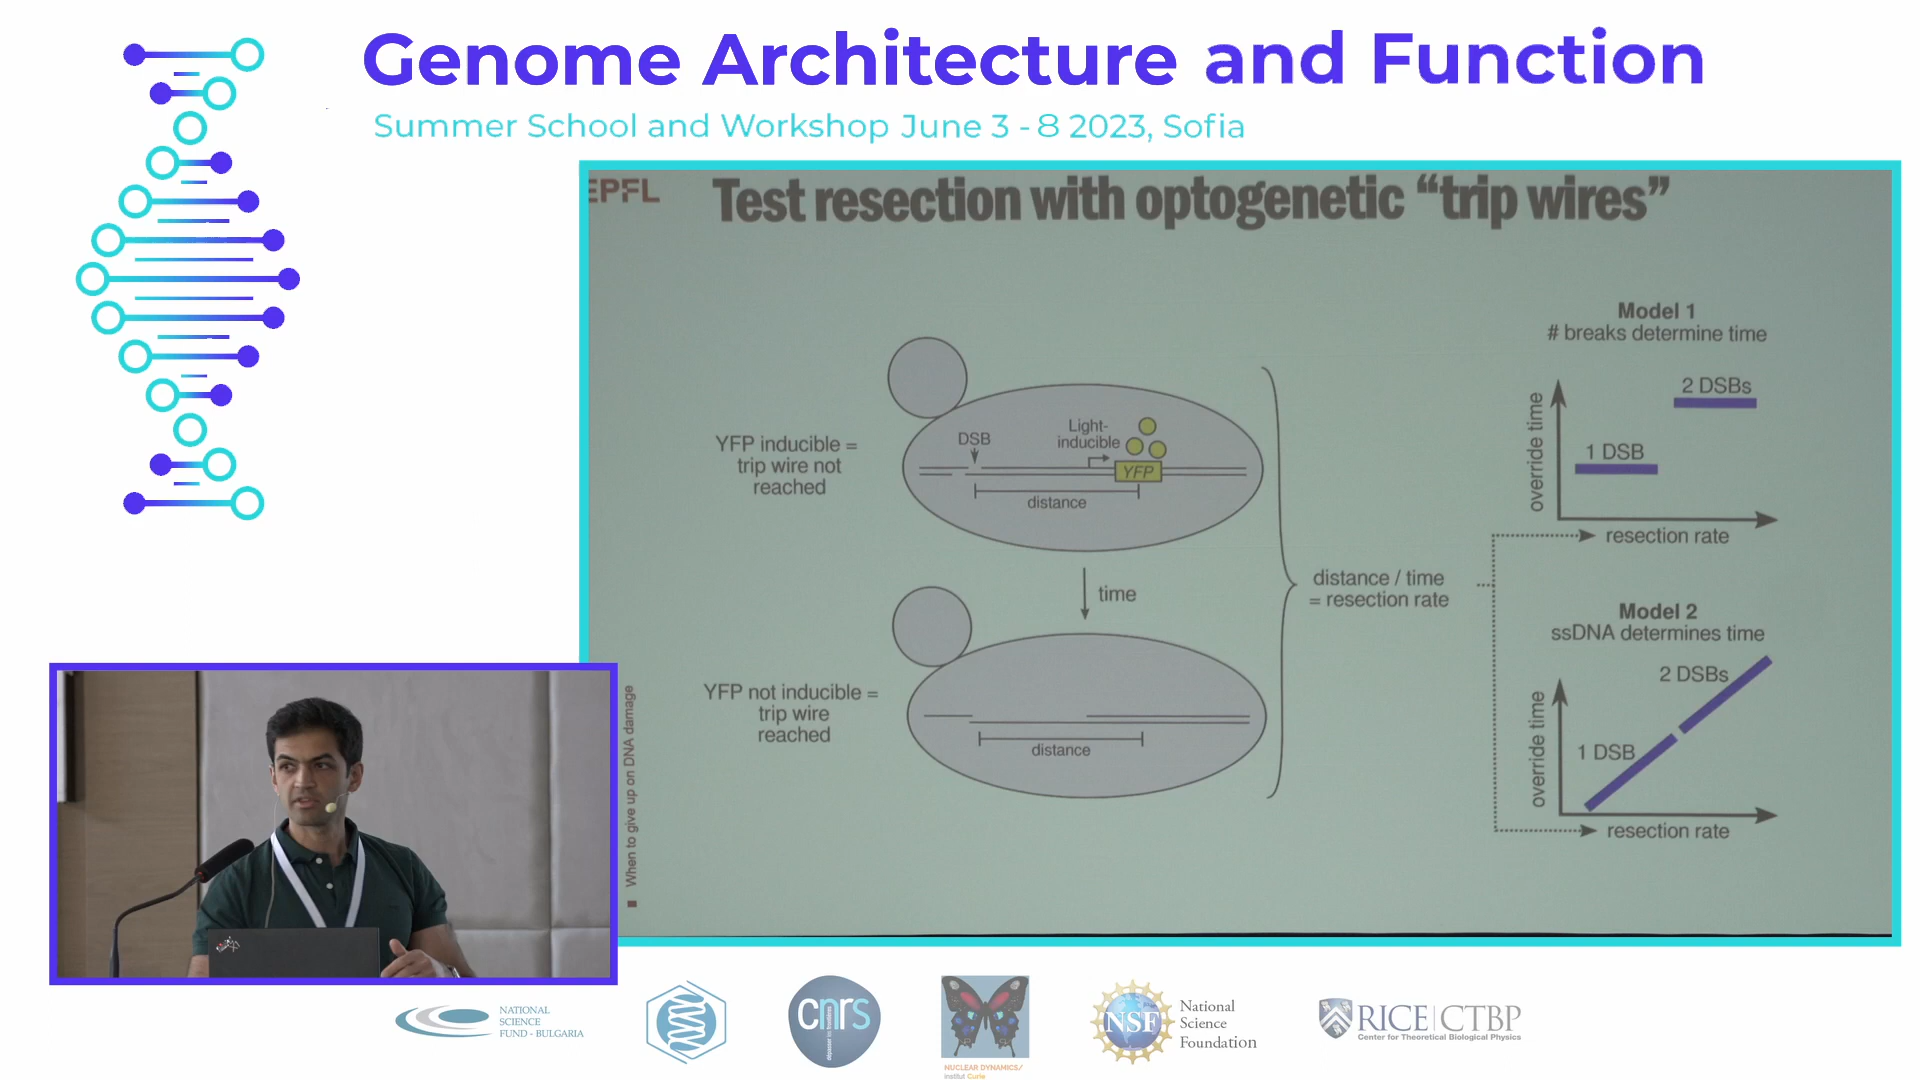 Genome Architecture and Function
Summer School and Workshop June 3 - 8 2023, Sofia
EPFL
Test resection with optogenetic “trip wires”
YFP inducible =
trip wire not
reached
DSB
Light-
inducible
YFP
distance
time
YFP not inducible =
trip wire
reached
distance
distance / time
= resection rate
Model 1
# breaks determine time
override time
1 DSB
2 DSBs
resection rate
Model 2
ssDNA determines time
override time
1 DSB
2 DSBs
resection rate
When to give up on DNA damage
NATIONAL
SCIENCE
FUND - BULGARIA
cnrs
NUCLEAR DYNAMICS/
institut Curie
NSF
National
Science
Foundation
RICE | CTBP
Center for Theoretical Biological Physics